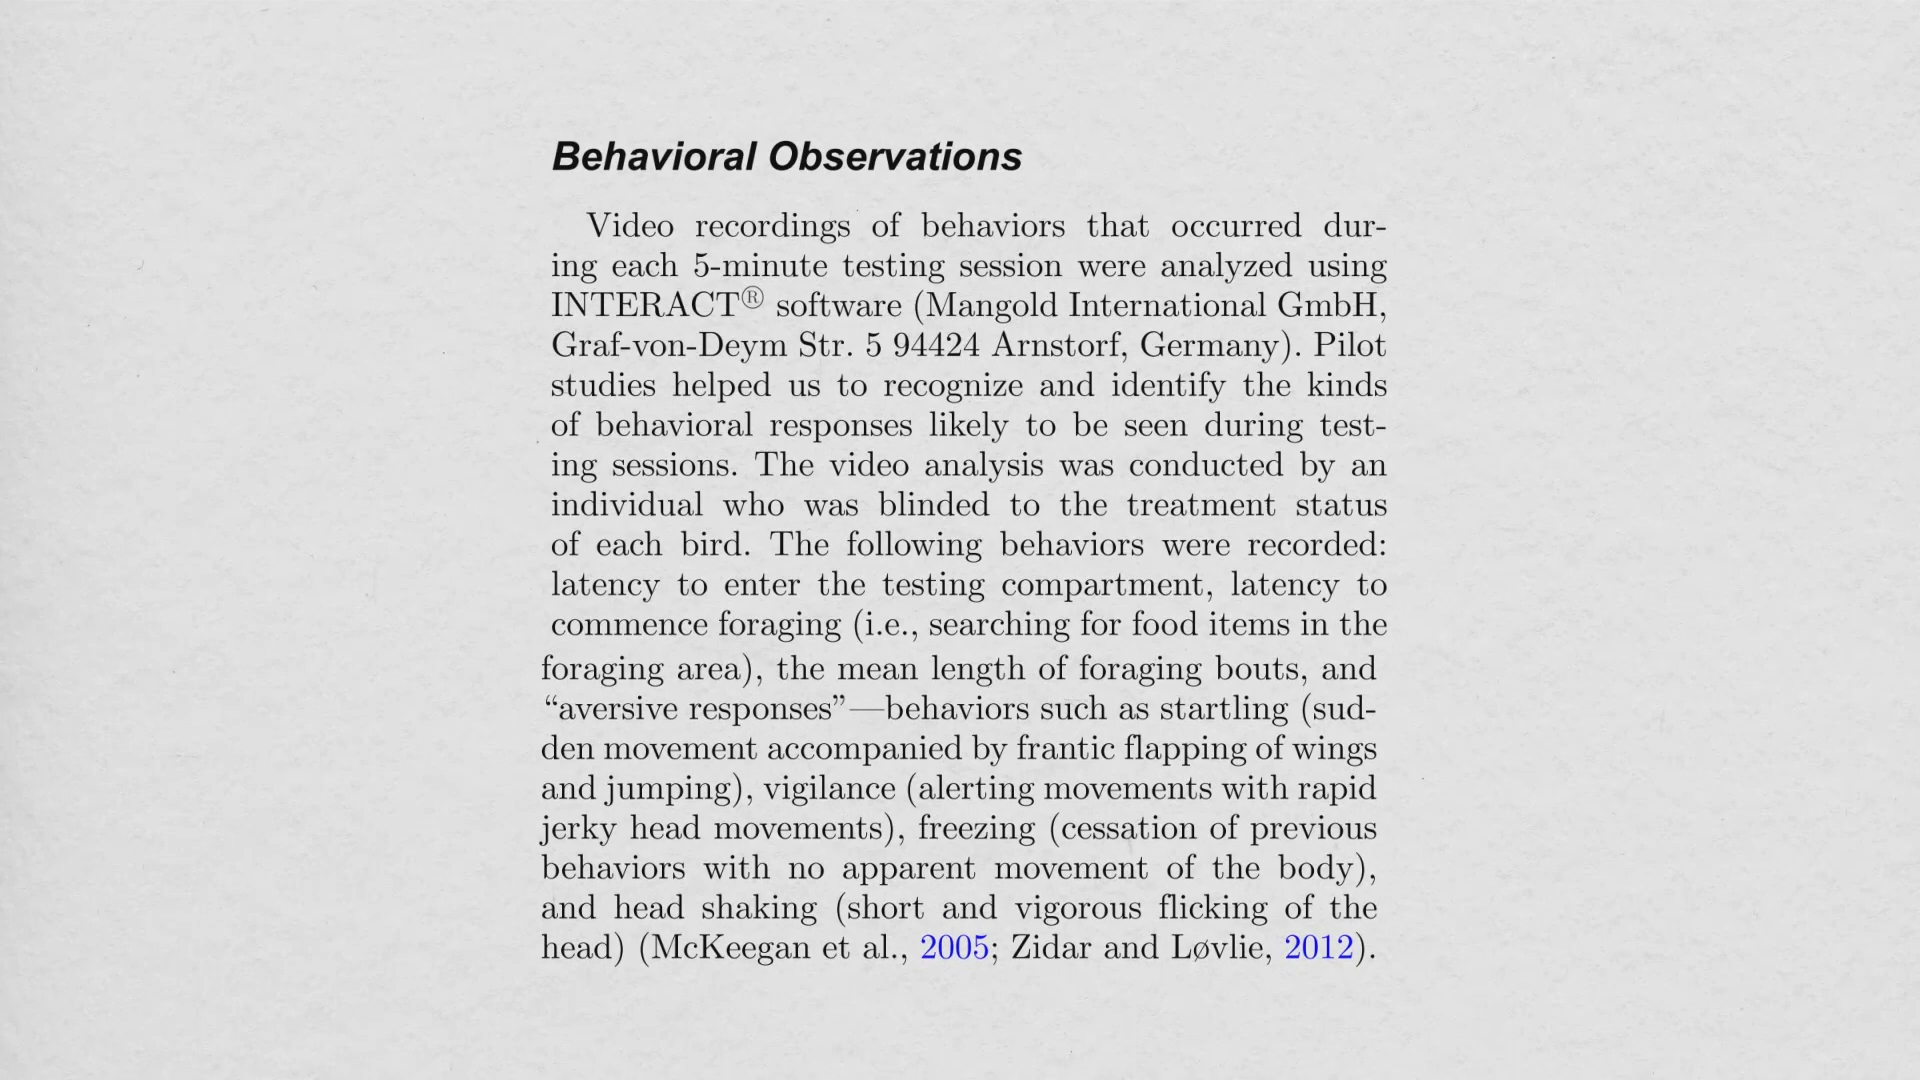 Behavioral Observations
Video recordings of behaviors that occurred dur-
ing each 5-minute testing session were analyzed using
INTERACT® software (Mangold International GmbH,
Graf-von-Deym Str. 5 94424 Arnstorf, Germany). Pilot
studies helped us to recognize and identify the kinds
of behavioral responses likely to be seen during test-
ing sessions. The video analysis was conducted by an
individual who was blinded to the treatment status
of each bird. The following behaviors were recorded:
latency to enter the testing compartment, latency to
commence foraging (i.e., searching for food items in the
foraging area), the mean length of foraging bouts, and
“aversive responses”—behaviors such as startling (sud-
den movement accompanied by frantic flapping of wings
and jumping), vigilance (alerting movements with rapid
jerky head movements), freezing (cessation of previous
behaviors with no apparent movement of the body),
and head shaking (short and vigorous flicking of the
head) (McKeegan et al., 2005; Zidar and Løvlie, 2012).